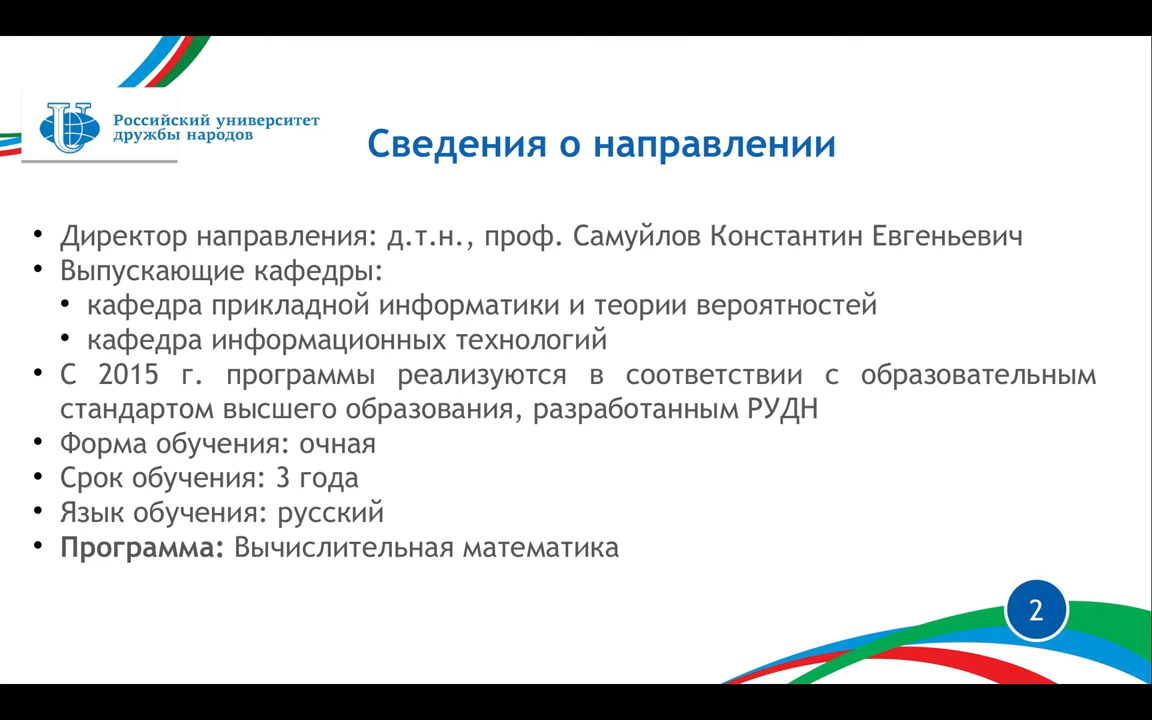 Российский университет
дружбы народов
Сведения о направлении
• Директор направления: д.т.н., проф. Самуйлов Константин Евгеньевич
• Выпускающие кафедры:
• кафедра прикладной информатики и теории вероятностей
• кафедра информационных технологий
• С 2015 г. программы реализуются в соответствии с образовательным
стандартом высшего образования, разработанным РУДН
• Форма обучения: очная
• Срок обучения: 3 года
• Язык обучения: русский
• Программа: Вычислительная математика
2